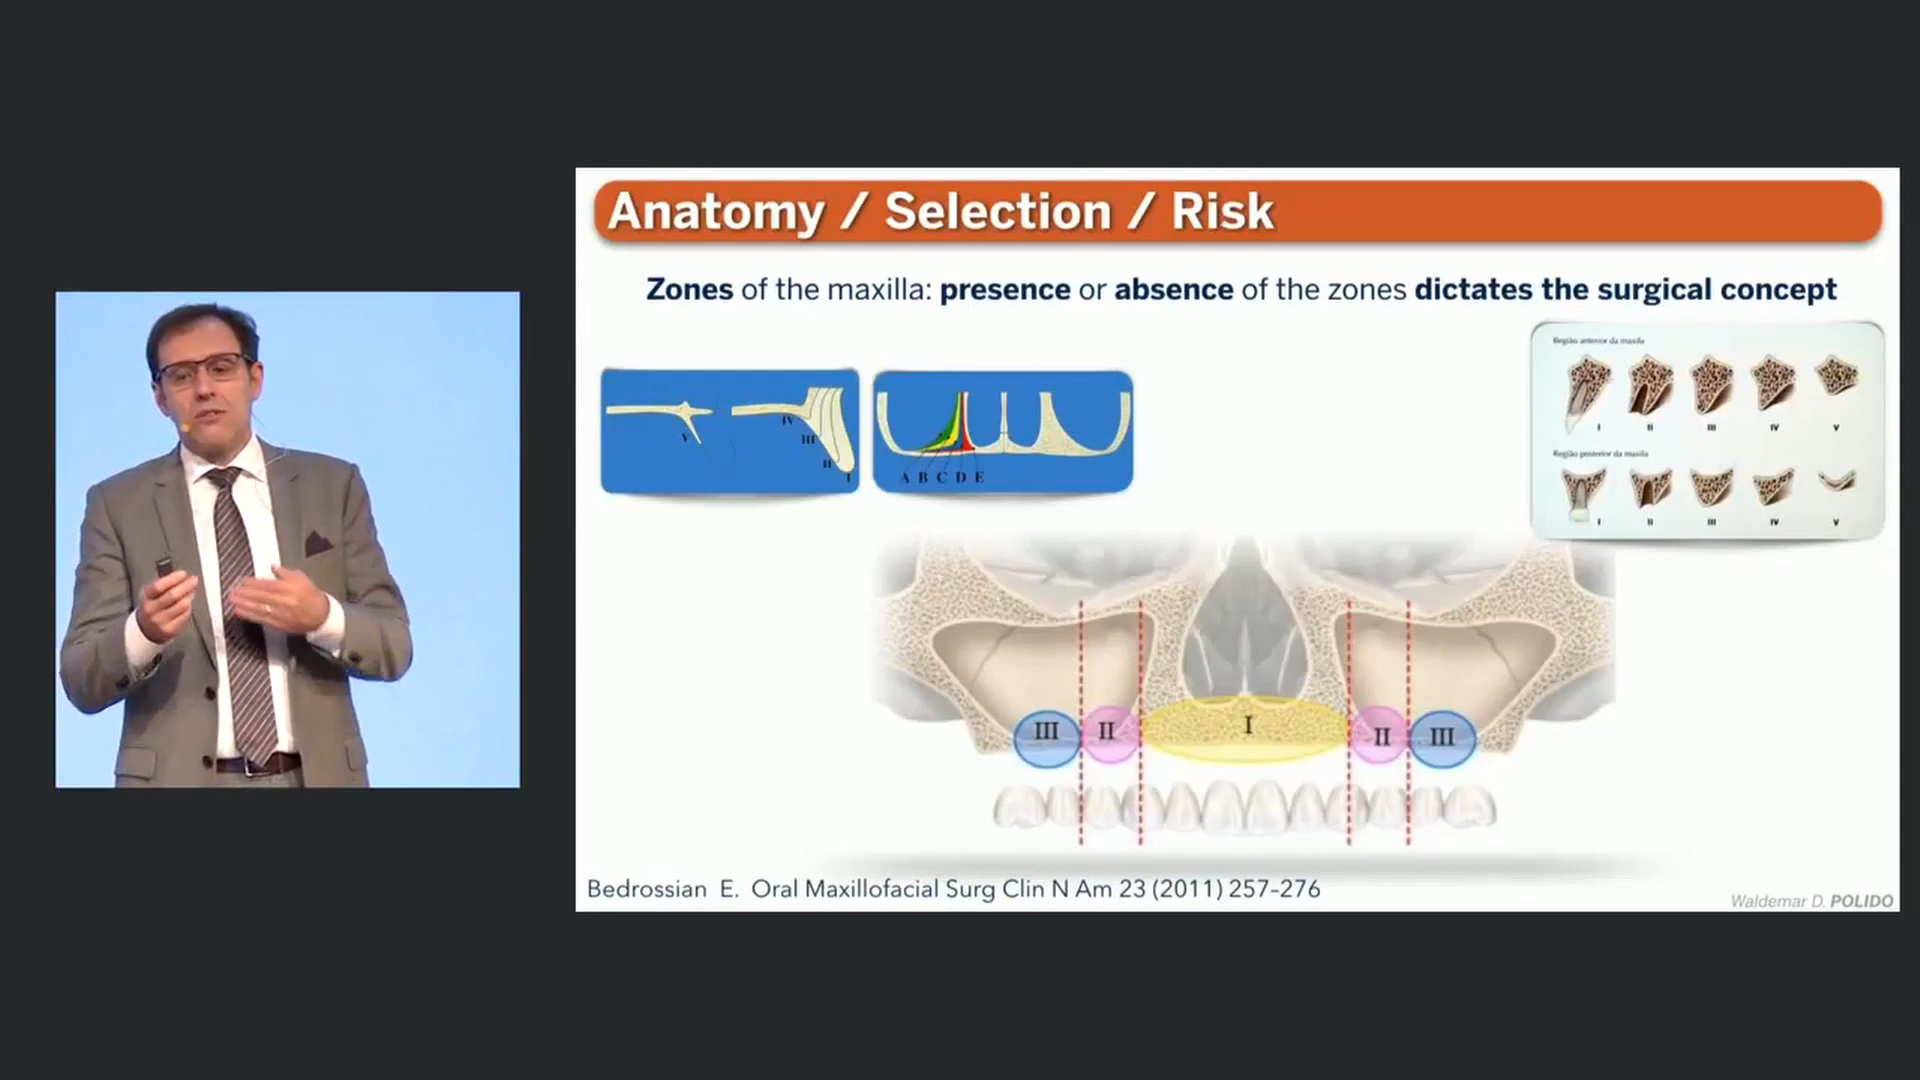 Anatomy / Selection / Risk
Zones of the maxilla: presence or absence of the zones dictates the surgical concept
V IV III II I
A B C D E
Região anterior da maxila
I II III IV V
Região posterior da maxila
I II III IV V
III II I II III
Bedrossian E. Oral Maxillofacial Surg Clin N Am 23 (2011) 257–276
Waldemar D. POLIDO